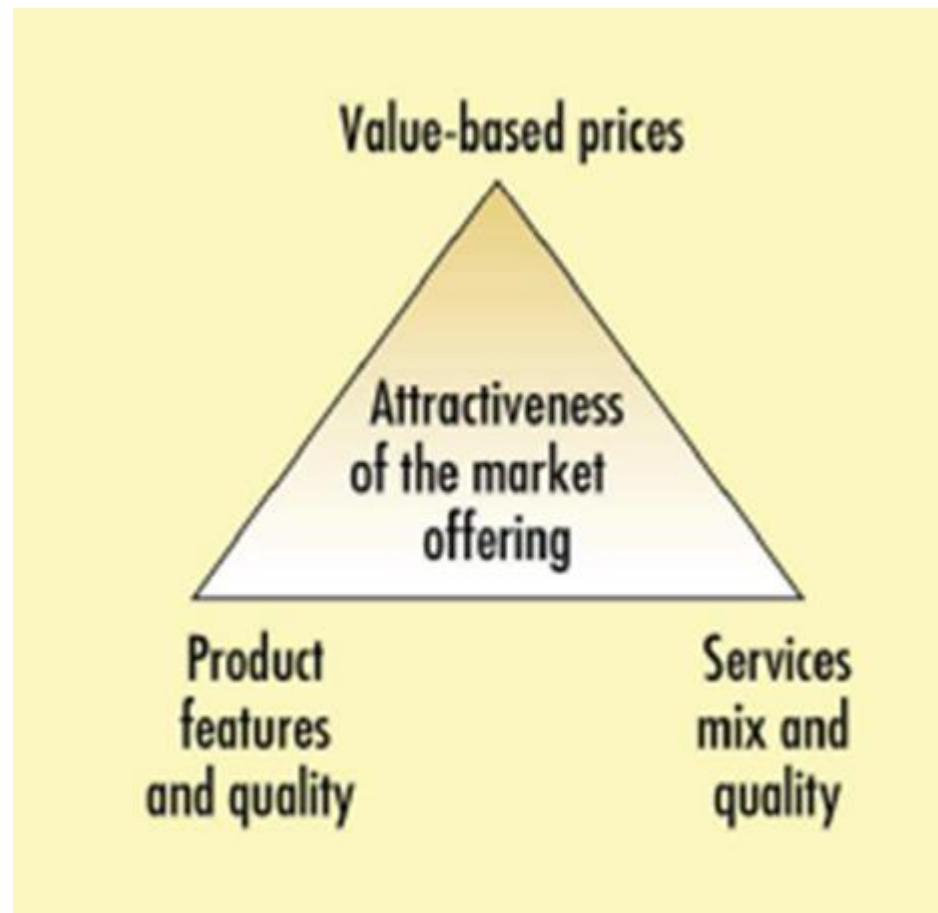 Value-based prices
Attractiveness
of the market
offering
Product
features
and quality
Services
mix and
quality